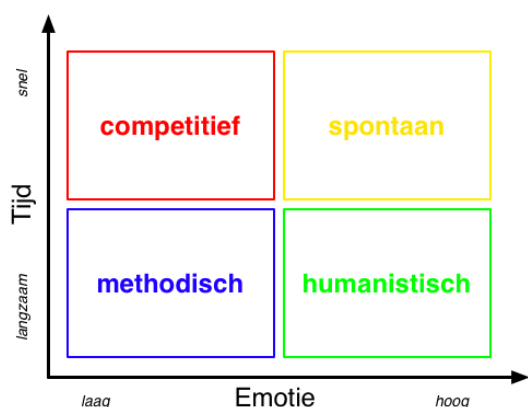 snel
competitief
spontaan
Tijd
langzaam
methodisch
humanistisch
laag
Emotie
hoog